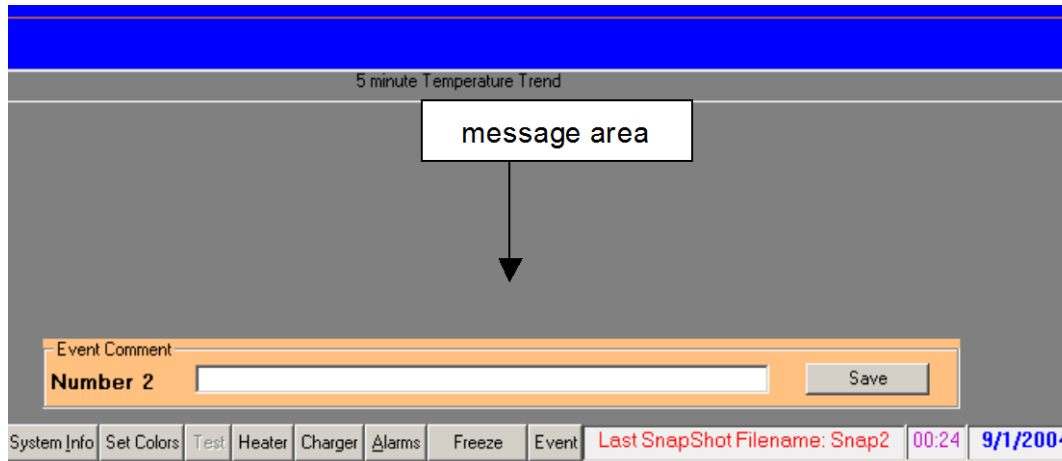 5 minute Temperature Trend
message area
Event Comment
Number 2
Save
System Info Set Colors Test Heater Charger Alarms Freeze Event Last SnapShot Filename: Snap2 00:24 9/1/2004